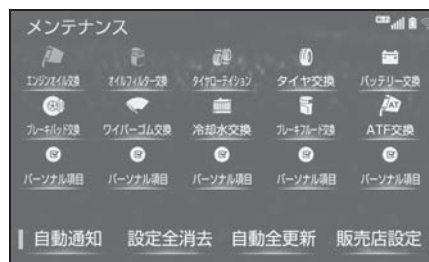 メンテナンス
エンジンオイル交換 オイルフィルター交換 タイヤローテイション タイヤ交換 バッテリー交換
ブレーキパッド交換 ワイパーゴム交換 冷却水交換 ブレーキフルード交換 ATF交換
パーソナル項目 パーソナル項目 パーソナル項目 パーソナル項目 パーソナル項目
自動通知 設定全消去 自動全更新 販売店設定